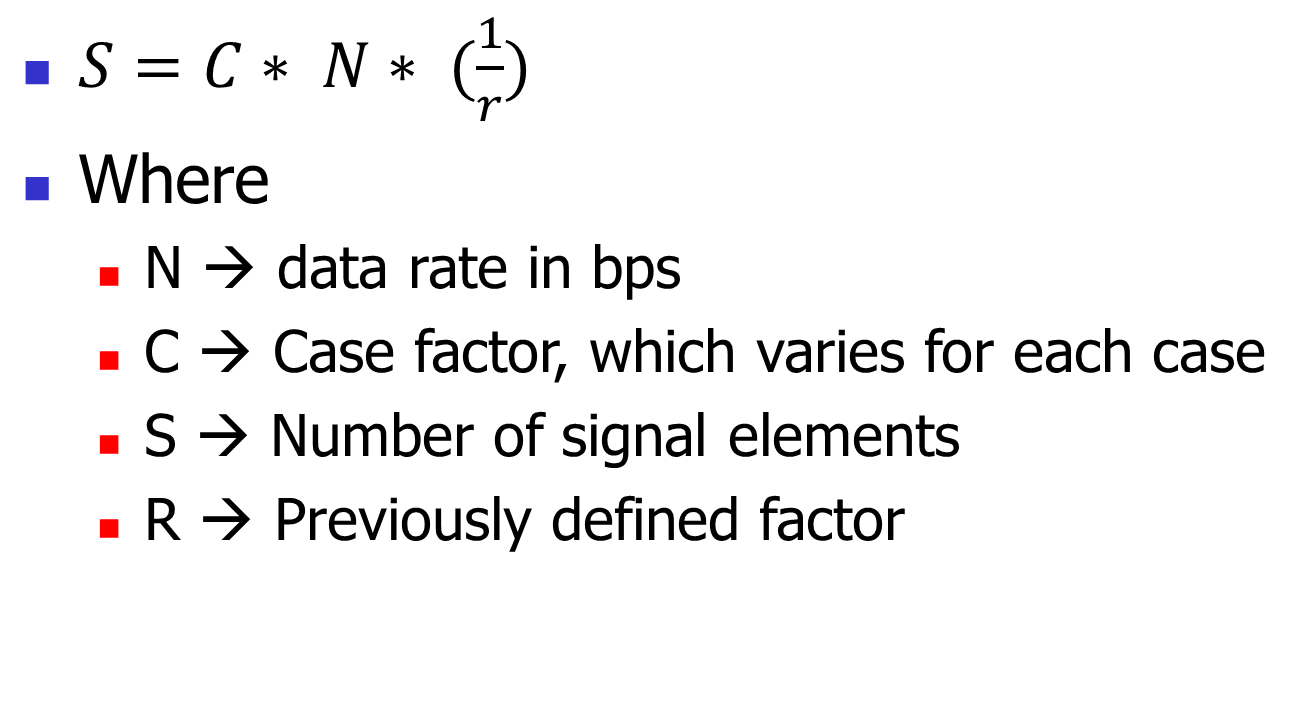 S = C * N * (1/r)
Where
N → data rate in bps
C → Case factor, which varies for each case
S → Number of signal elements
R → Previously defined factor